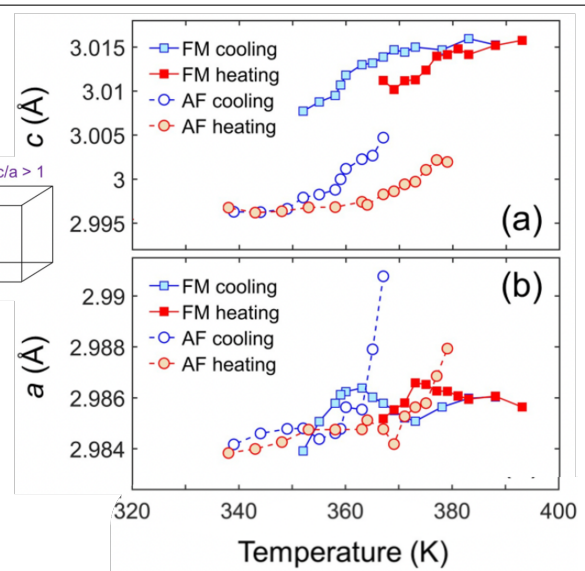 3.015
3.01
3.005
3
2.995
c (Å)
FM cooling
FM heating
AF cooling
AF heating
(a)
c/a > 1
2.99
2.988
2.986
2.984
a (Å)
FM cooling
FM heating
AF cooling
AF heating
(b)
320 340 360 380 400
Temperature (K)